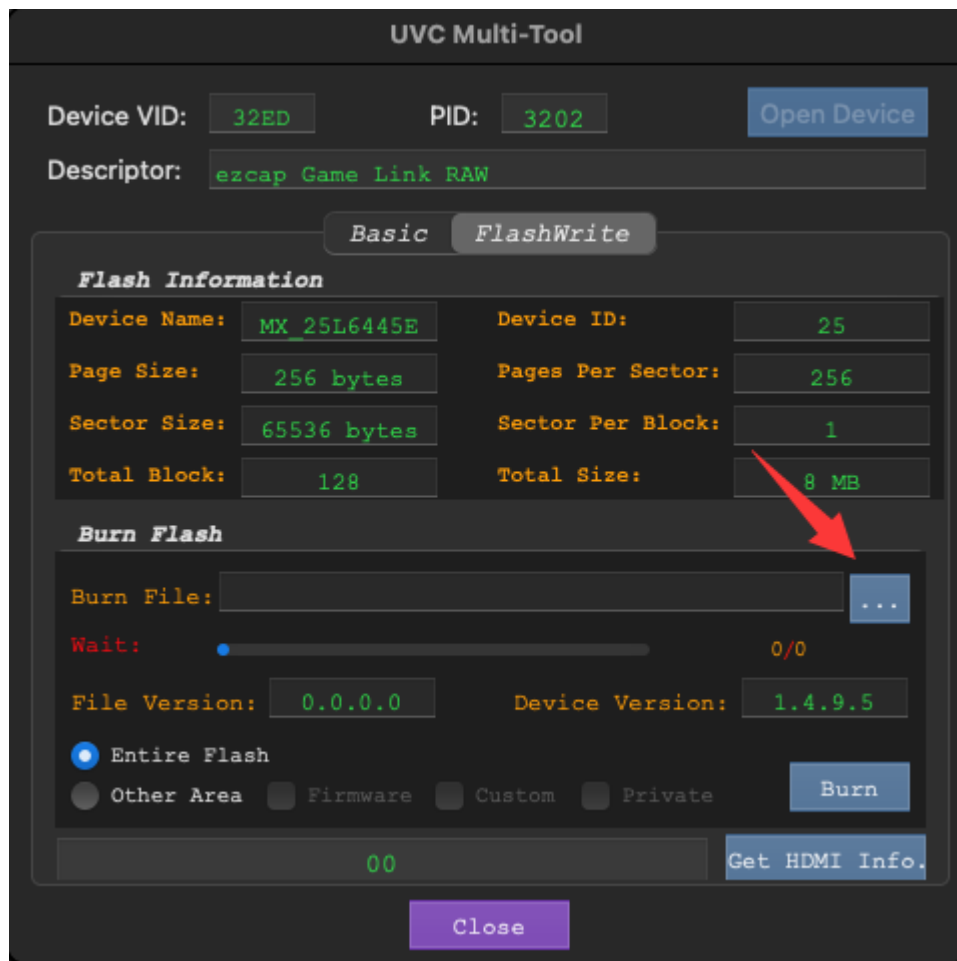 UVC Multi-Tool
Device VID: 32ED PID: 3202 Open Device
Descriptor: ezcap Game Link RAW
Basic FlashWrite
Flash Information
Device Name: MX_25L6445E Device ID: 25
Page Size: 256 bytes Pages Per Sector: 256
Sector Size: 65536 bytes Sector Per Block: 1
Total Block: 128 Total Size: 8 MB
Burn Flash
Burn File: ...
Wait: 0/0
File Version: 0.0.0.0 Device Version: 1.4.9.5
Entire Flash
Other Area Firmware Custom Private Burn
00 Get HDMI Info.
Close